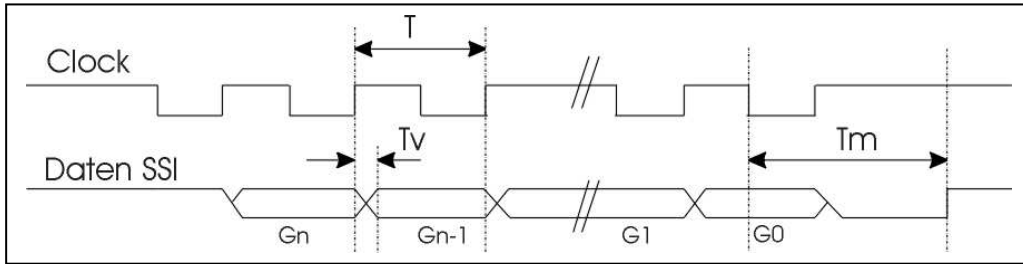 T
Clock
Tv
Tm
Daten SSI
Gn
Gn-1
G1
G0